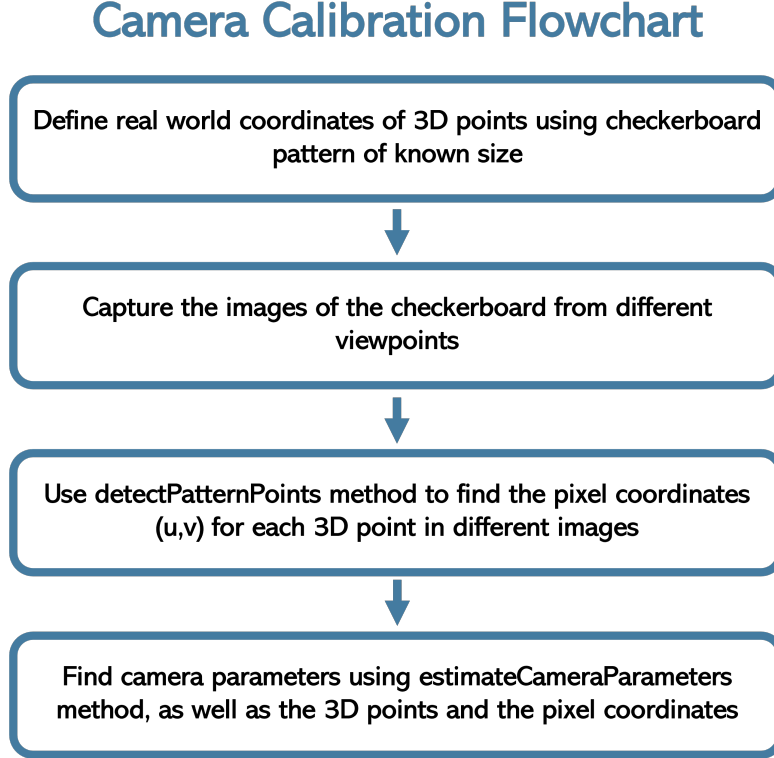 Camera Calibration Flowchart
Define real world coordinates of 3D points using checkerboard
pattern of known size
Capture the images of the checkerboard from different
viewpoints
Use detectPatternPoints method to find the pixel coordinates
(u,v) for each 3D point in different images
Find camera parameters using estimateCameraParameters
method, as well as the 3D points and the pixel coordinates